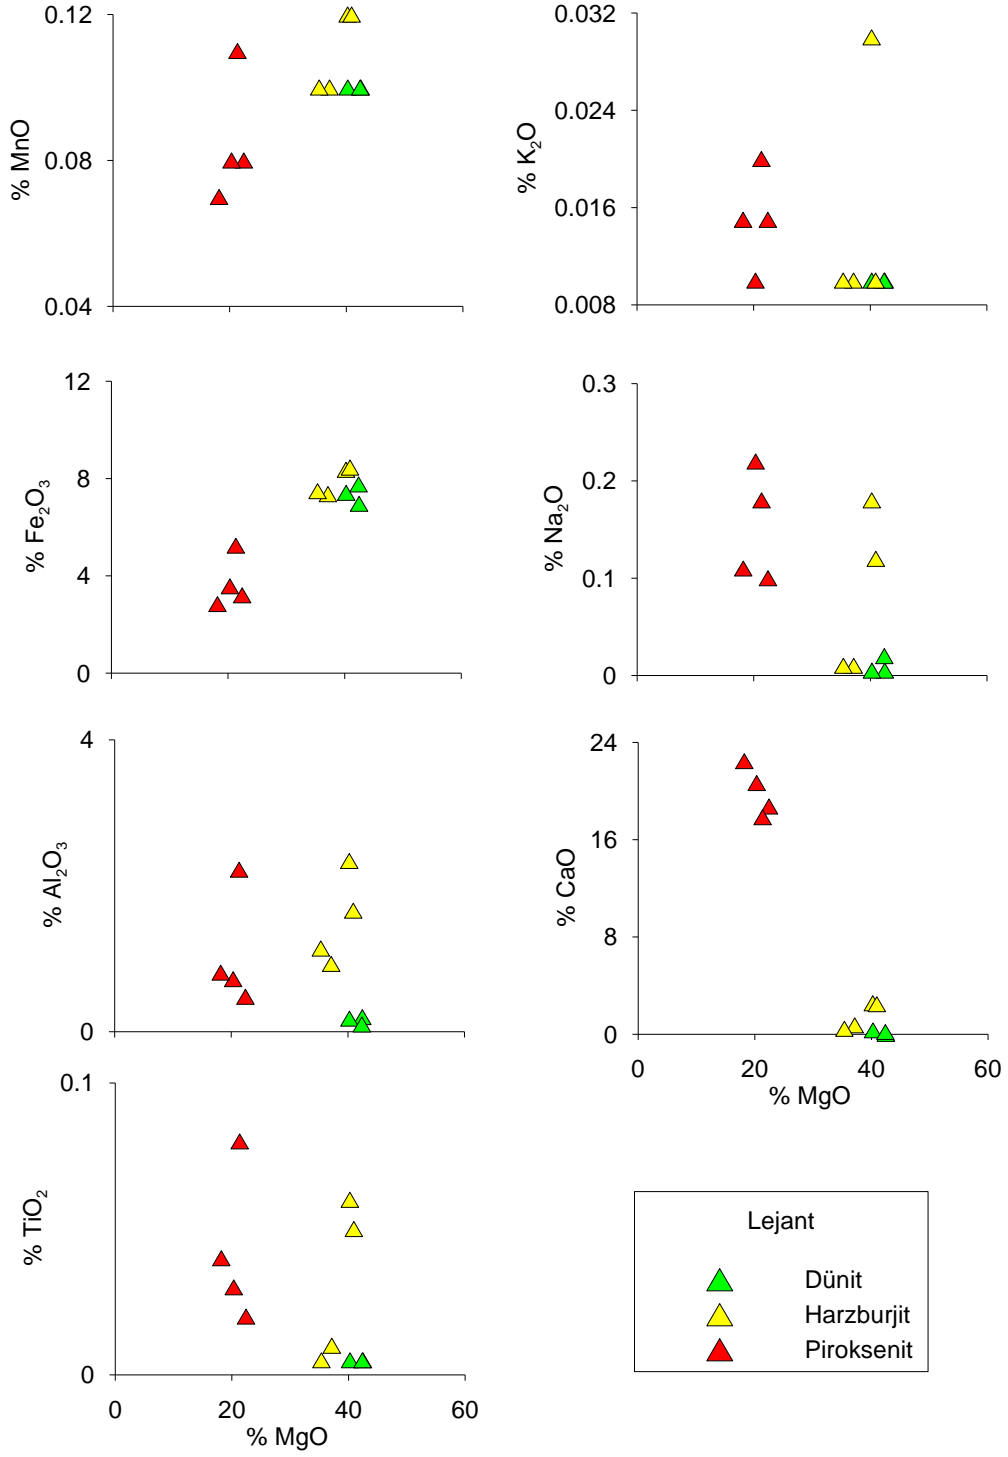 0.12
0.08
0.04
% MnO
0.032
0.024
0.016
0.008
% K₂O
12
8
4
0
% Fe₂O₃
0.3
0.2
0.1
0
% Na₂O
4
0
% Al₂O₃
24
16
8
0
% CaO
0 20 40 60
% MgO
0.1
0
% TiO₂
0 20 40 60
% MgO
Lejant
Dünit
Harzburjit
Piroksenit